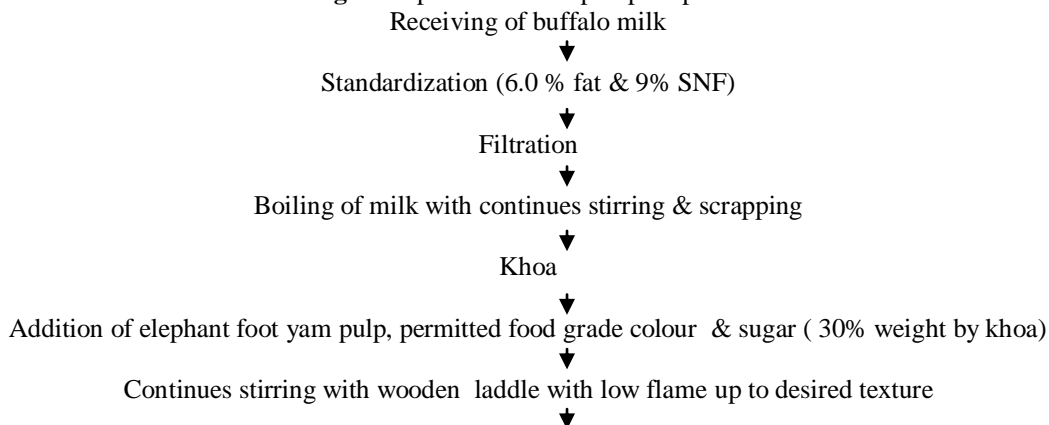 Receiving of buffalo milk
Standardization (6.0 % fat & 9% SNF)
Filtration
Boiling of milk with continues stirring & scrapping
Khoa
Addition of elephant foot yam pulp, permitted food grade colour & sugar ( 30% weight by khoa)
Continues stirring with wooden laddle with low flame up to desired texture